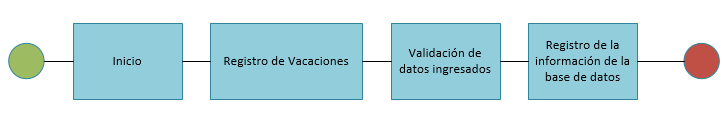 Inicio
Registro de Vacaciones
Validación de
datos ingresados
Registro de la
información de la
base de datos